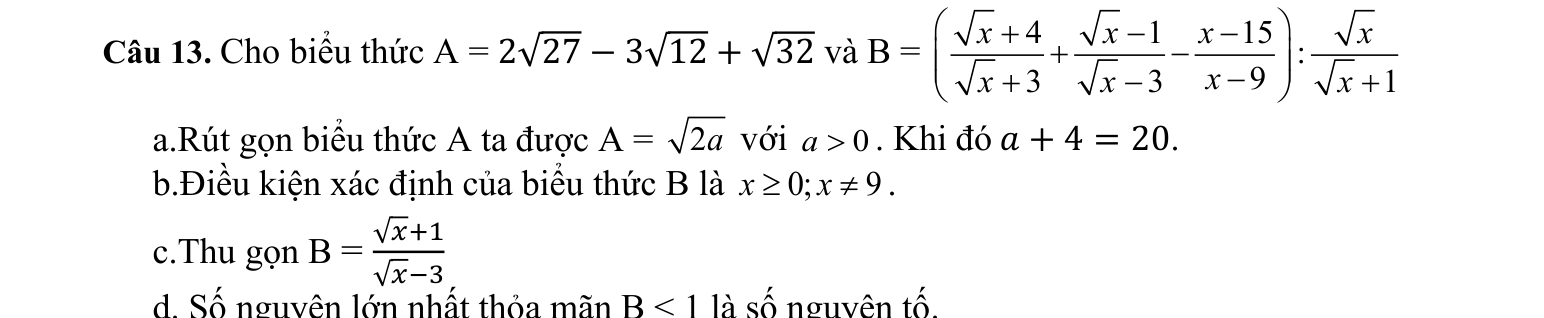 Câu 13. Cho biểu thức A = 2√27 − 3√12 + √32 và B = ((√x + 4)/(√x + 3) + (√x − 1)/(√x − 3) − (x − 15)/(x − 9)) : √x/(√x + 1)
a.Rút gọn biểu thức A ta được A = √(2a) với a > 0. Khi đó a + 4 = 20.
b.Điều kiện xác định của biểu thức B là x ≥ 0; x ≠ 9.
c.Thu gọn B = (√x+1)/(√x−3)
d. Số nguyên lớn nhất thỏa mãn B < 1 là số nguyên tố.